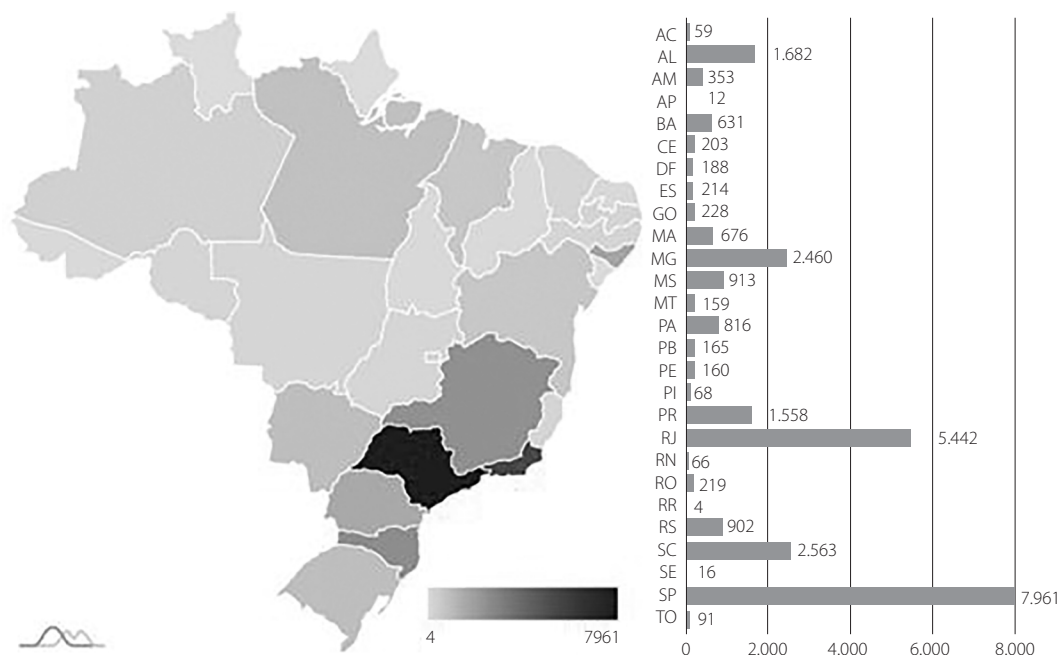 AC 59
AL 1.682
AM 353
AP 12
BA 631
CE 203
DF 188
ES 214
GO 228
MA 676
MG 2.460
MS 913
MT 159
PA 816
PB 165
PE 160
PI 68
PR 1.558
RJ 5.442
RN 66
RO 219
RR 4
RS 902
SC 2.563
SE 16
SP 7.961
TO 91
0 2.000 4.000 6.000 8.000
4 7961